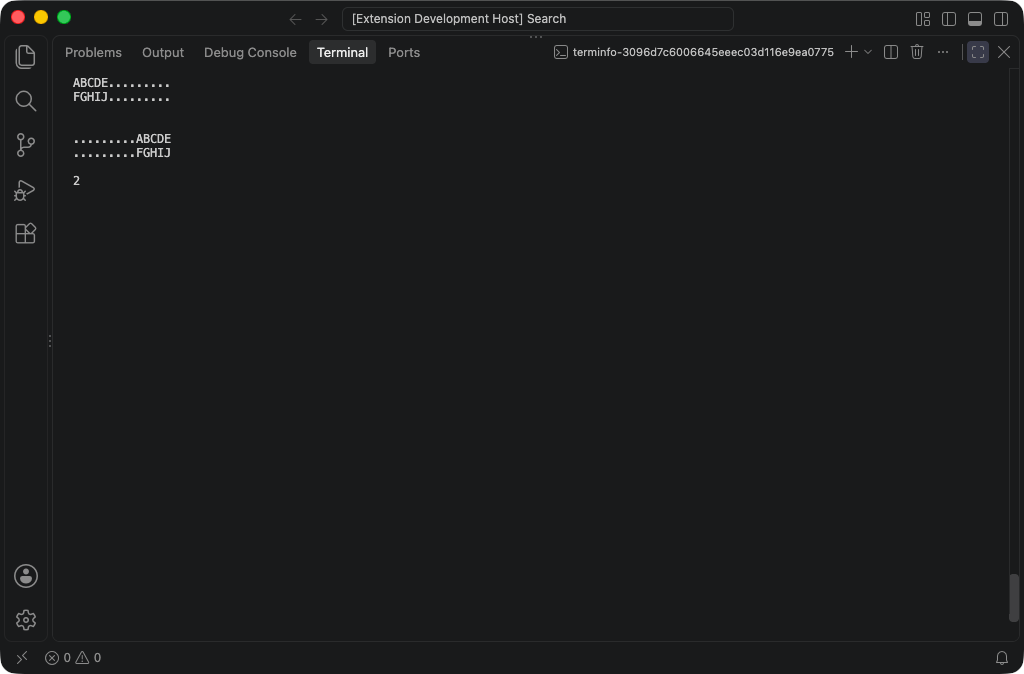 [Extension Development Host] Search
Problems Output Debug Console Terminal Ports terminfo-3096d7c6006645eeec03d116e9ea0775
ABCDE.........
FGHIJ.........
.........ABCDE
.........FGHIJ
2
0 0